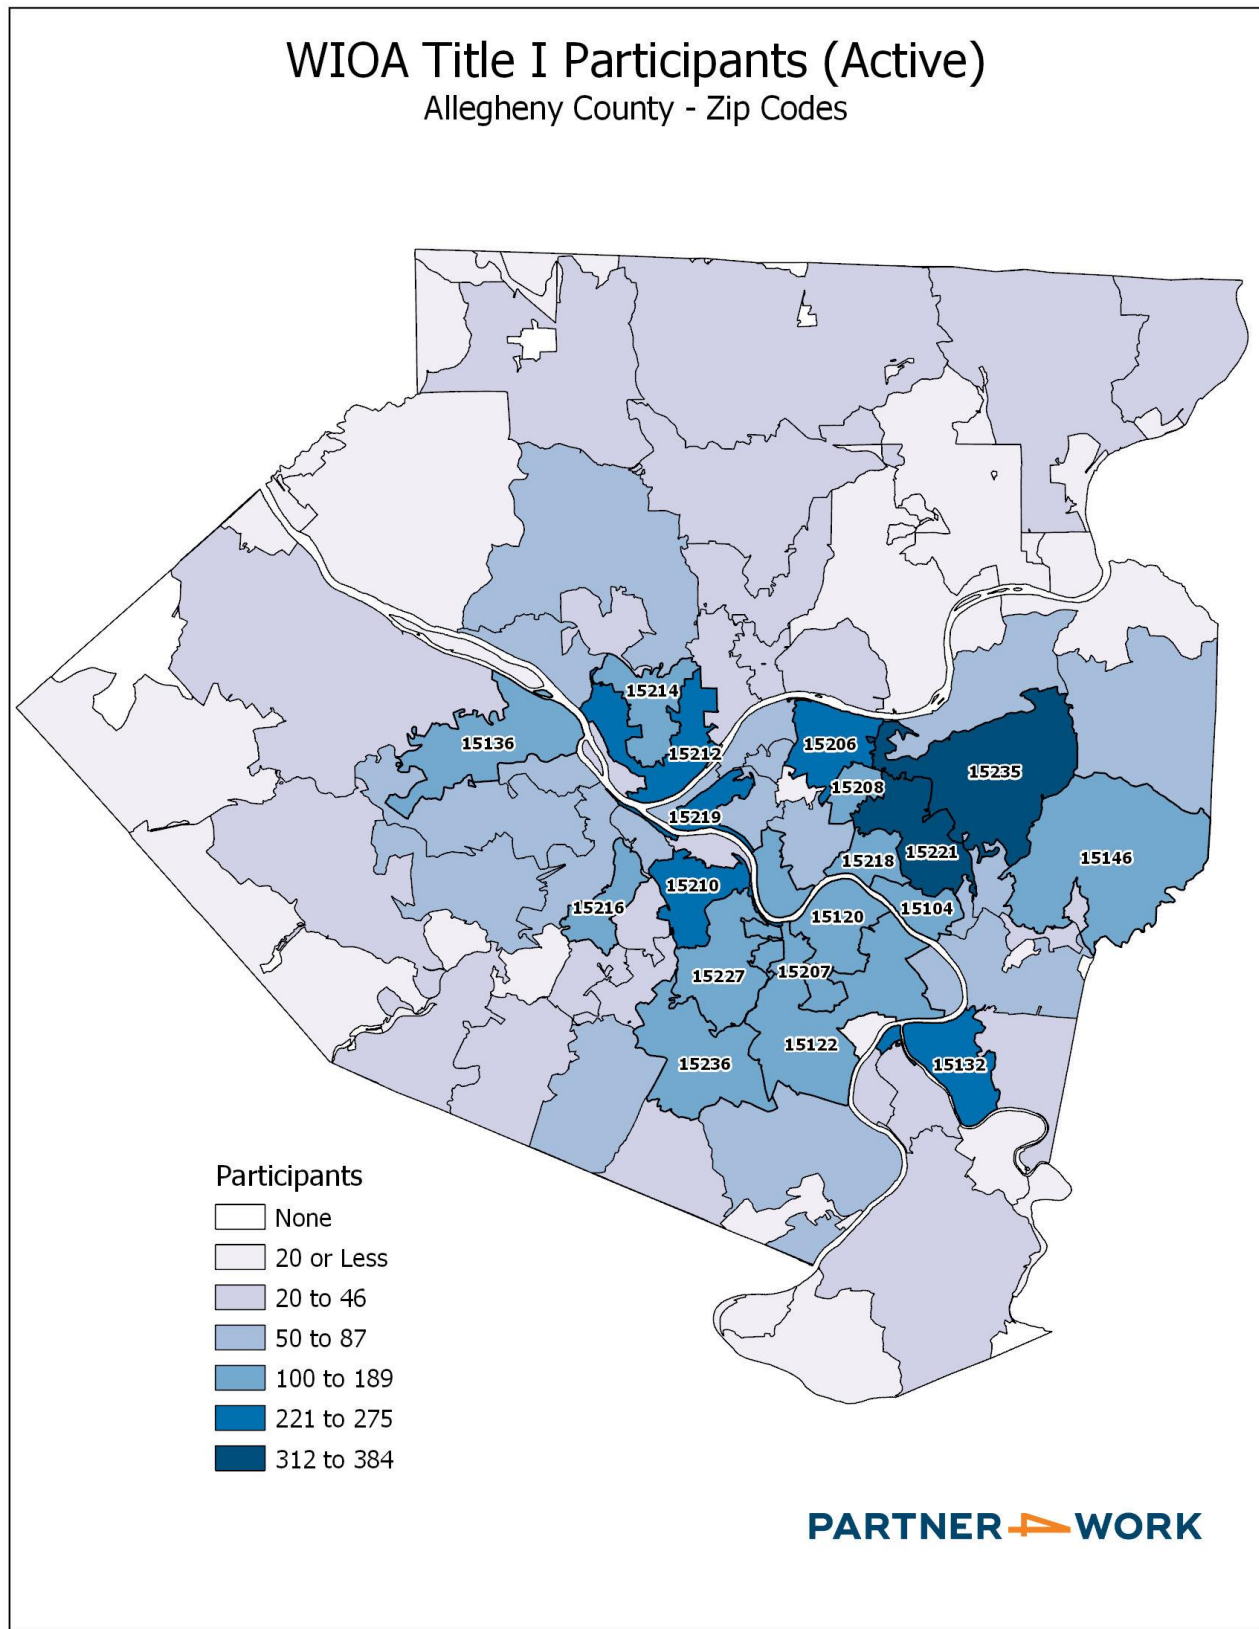 WIOA Title I Participants (Active)
Allegheny County - Zip Codes
15214
15136
15212
15206
15235
15208
15219
15221
15218
15146
15210
15216
15104
15120
15227
15207
15122
15236
15132
Participants
None
20 or Less
20 to 46
50 to 87
100 to 189
221 to 275
312 to 384
PARTNER 4 WORK